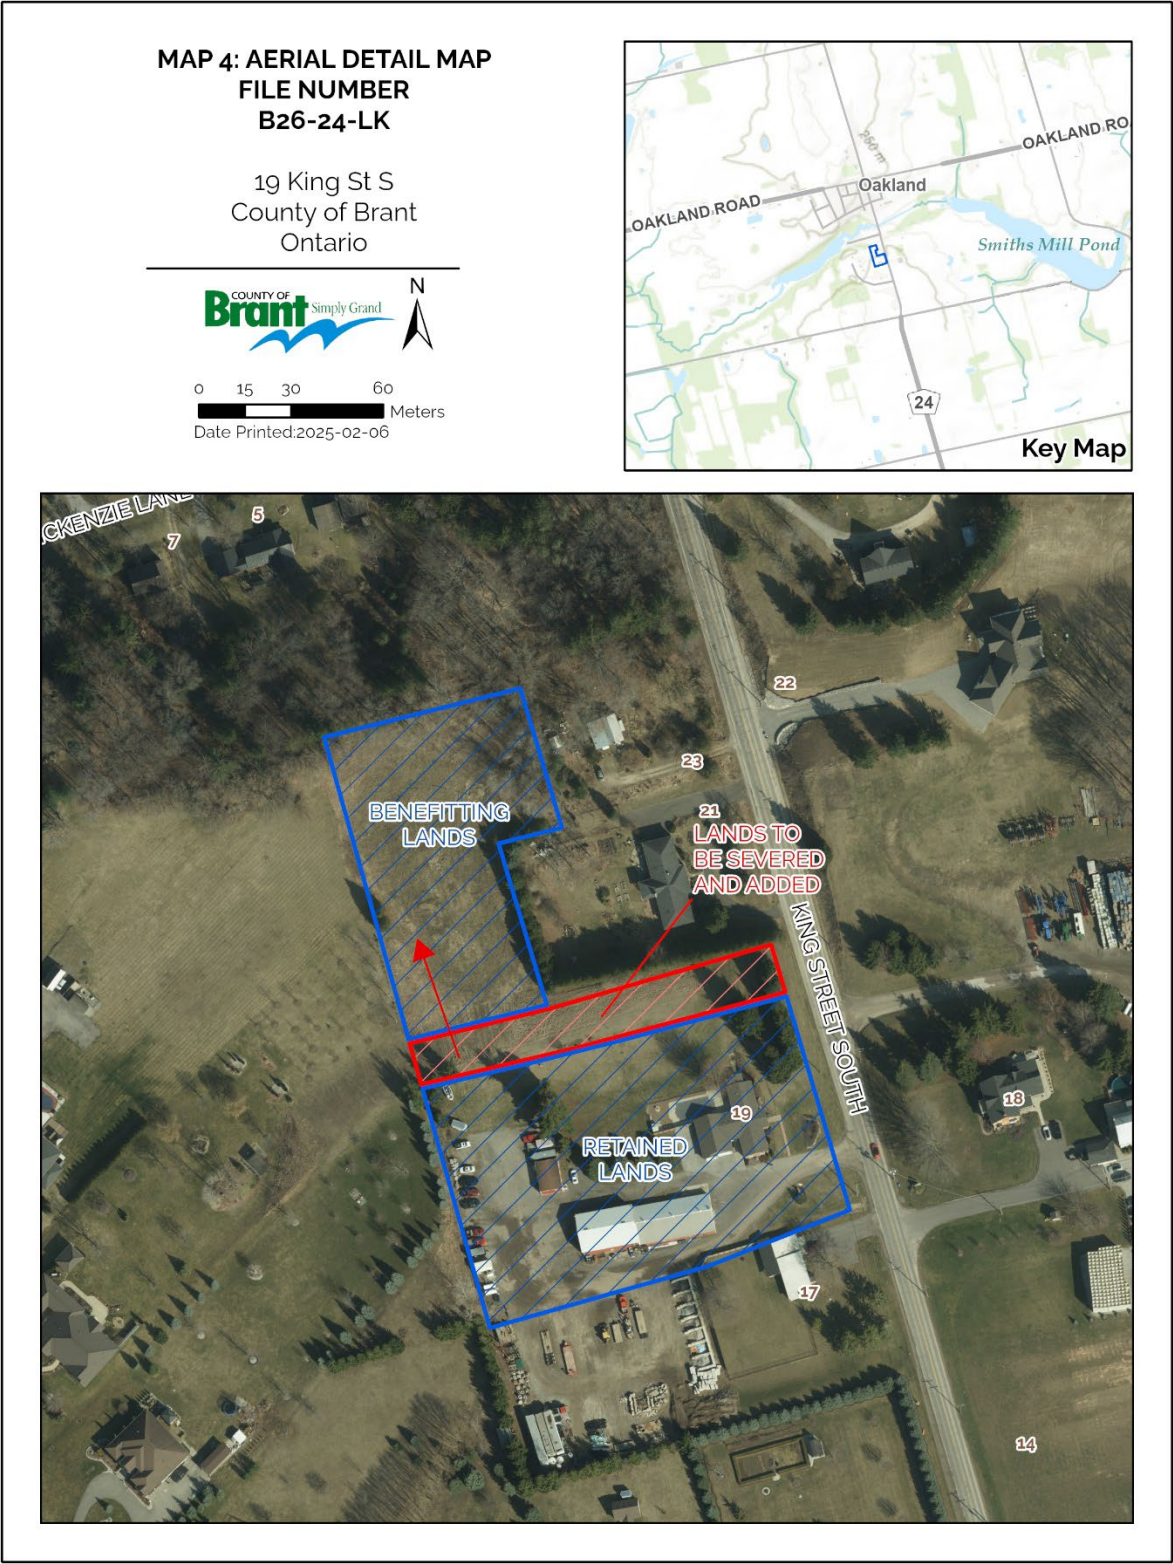 MAP 4: AERIAL DETAIL MAP
FILE NUMBER
B26-24-LK
19 King St S
County of Brant
Ontario
COUNTY OF
Brant Simply Grand
N
0 15 30 60
Meters
Date Printed:2025-02-06
260 m
OAKLAND RO
Oakland
OAKLAND ROAD
Smiths Mill Pond
24
Key Map
CKENZIE LANE
5
7
22
23
21
BENEFITTING
LANDS
LANDS TO
BE SEVERED
AND ADDED
KING STREET SOUTH
19
18
RETAINED
LANDS
17
14